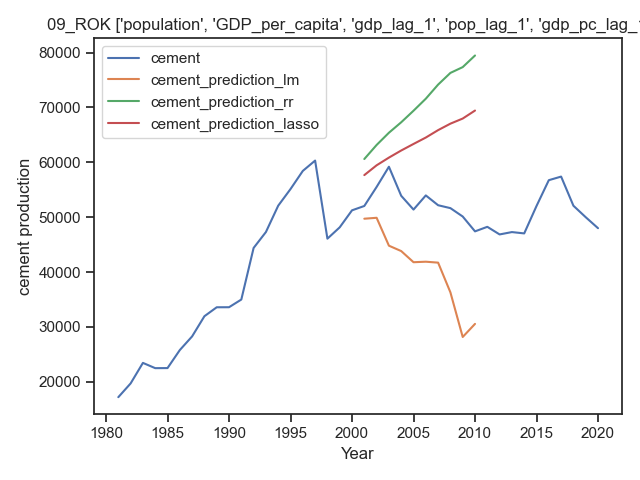 09_ROK ['population', 'GDP_per_capita', 'gdp_lag_1', 'pop_lag_1', 'gdp_pc_lag_
cement
cement_prediction_lm
cement_prediction_rr
cement_prediction_lasso
cement production
80000
70000
60000
50000
40000
30000
20000
1980 1985 1990 1995 2000 2005 2010 2015 2020
Year